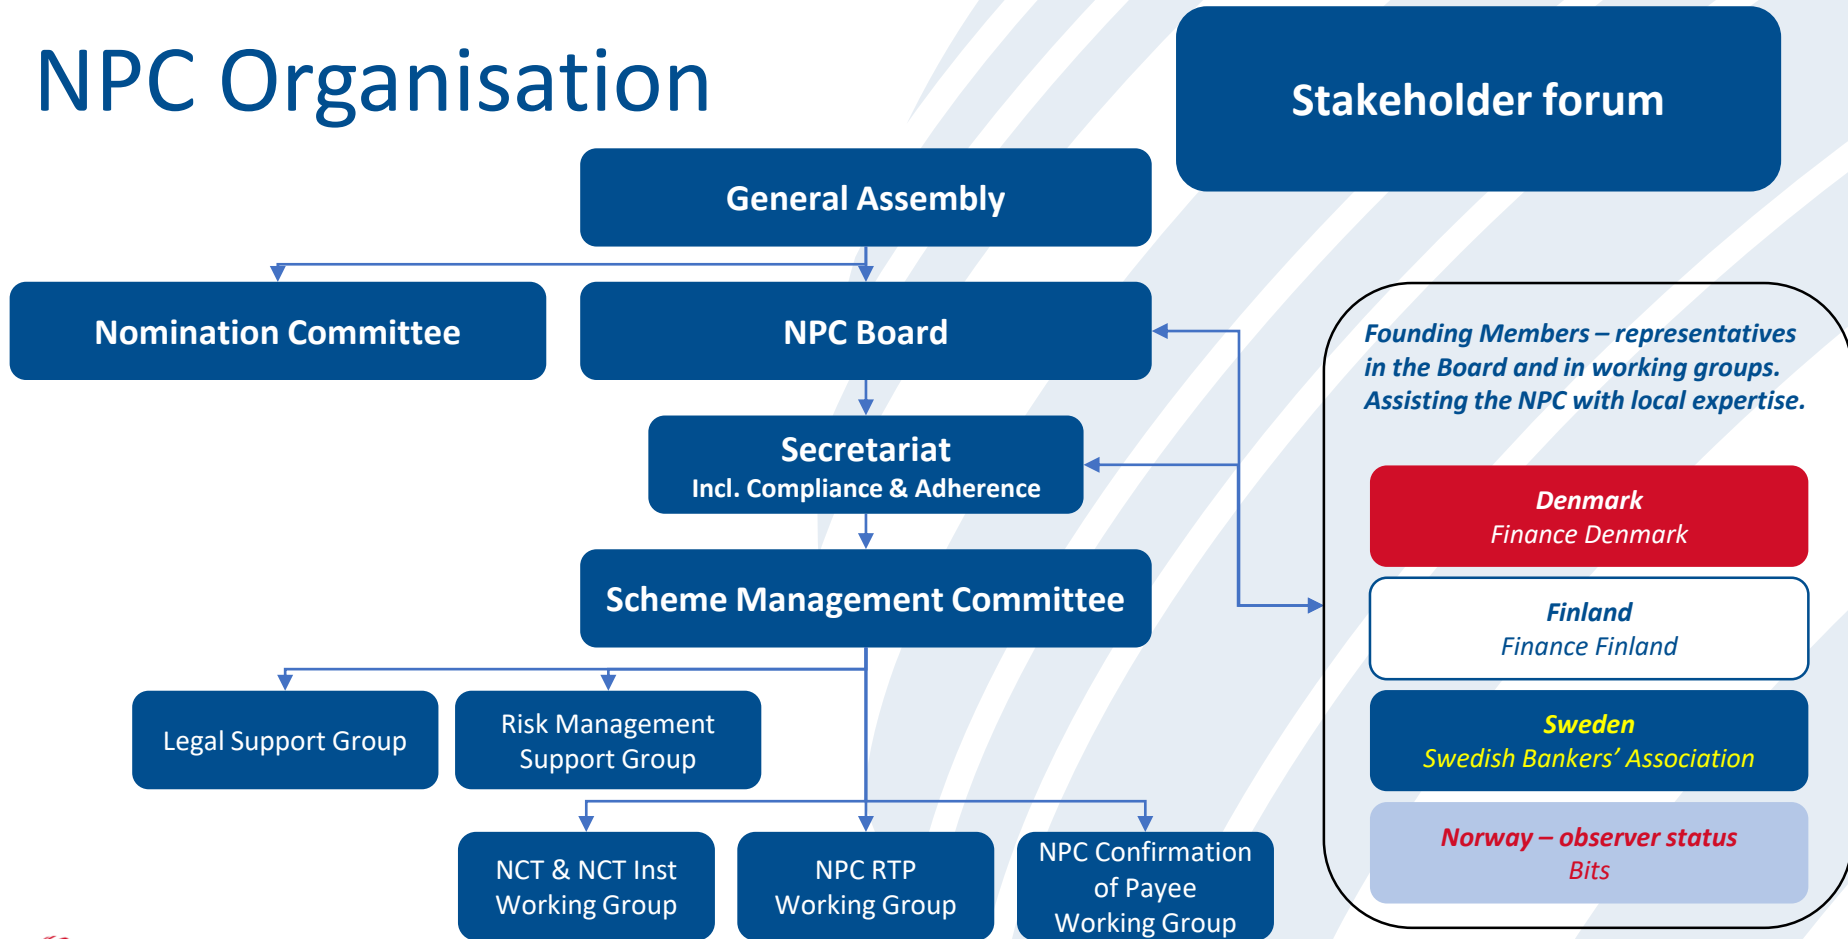 NPC Organisation
Stakeholder forum
General Assembly
Nomination Committee
NPC Board
Secretariat
Incl. Compliance & Adherence
Scheme Management Committee
Legal Support Group
Risk Management
Support Group
NCT & NCT Inst
Working Group
NPC RTP
Working Group
NPC Confirmation
of Payee
Working Group
Founding Members – representatives
in the Board and in working groups.
Assisting the NPC with local expertise.
Denmark
Finance Denmark
Finland
Finance Finland
Sweden
Swedish Bankers’ Association
Norway – observer status
Bits